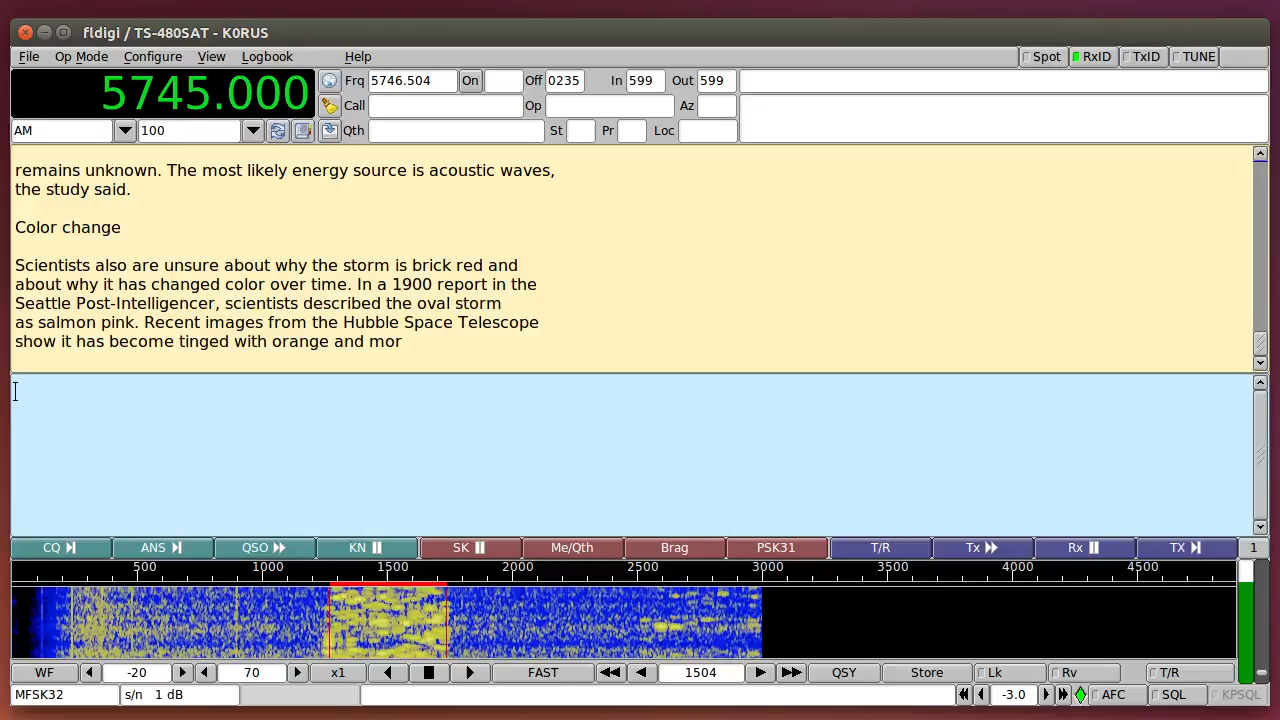 fldigi / TS-480SAT - K0RUS
File Op Mode Configure View Logbook Help Spot RxID TxID TUNE
5745.000 Frq 5746.504 On Off 0235 In 599 Out 599
Call Op Az
AM 100 Qth St Pr Loc
remains unknown. The most likely energy source is acoustic waves,
the study said.
Color change
Scientists also are unsure about why the storm is brick red and
about why it has changed color over time. In a 1900 report in the
Seattle Post-Intelligencer, scientists described the oval storm
as salmon pink. Recent images from the Hubble Space Telescope
show it has become tinged with orange and mor
CQ ANS QSO KN SK Me/Qth Brag PSK31 T/R Tx Rx TX 1
500 1000 1500 2000 2500 3000 3500 4000 4500
WF -20 70 x1 FAST 1504 QSY Store Lk Rv T/R
MFSK32 s/n 1 dB -3.0 AFC SQL KPSQL